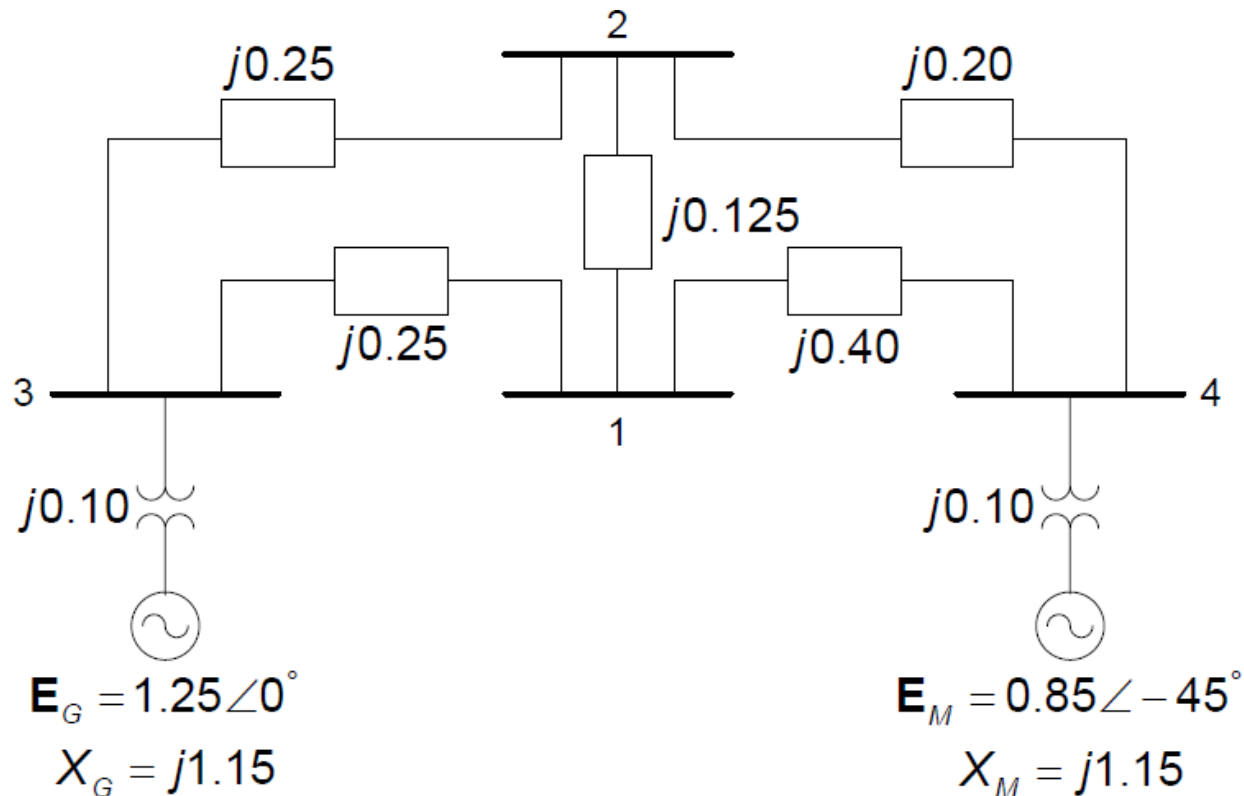 2
j0.25
j0.20
j0.125
j0.25
j0.40
3
1
4
j0.10
j0.10
E_G = 1.25∠0°
X_G = j1.15
E_M = 0.85∠−45°
X_M = j1.15